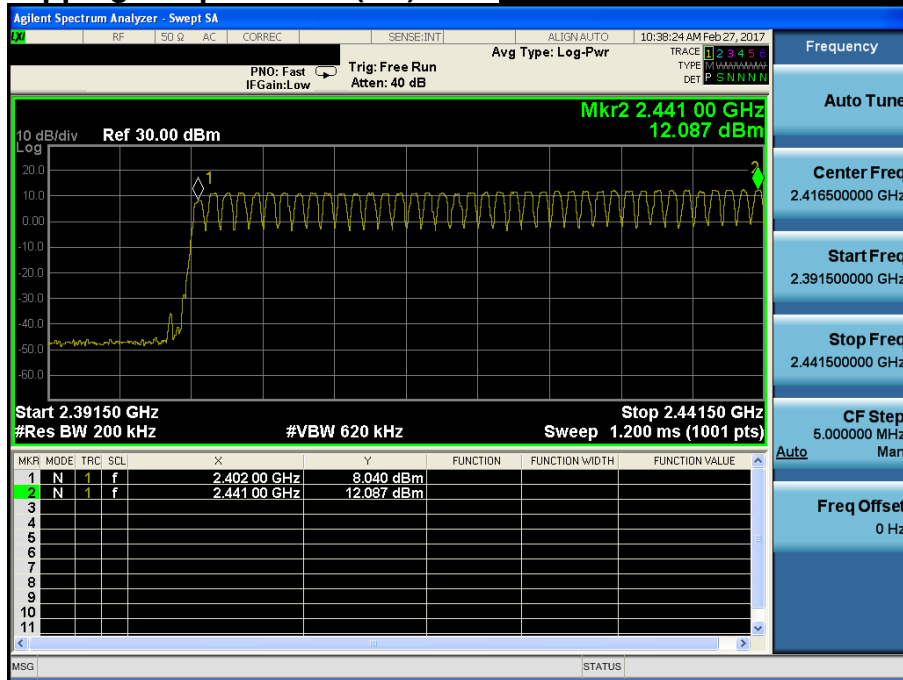 Agilent Spectrum Analyzer - Swept SA
LXI RF 50 Ω AC CORREC SENSE:INT ALIGN AUTO 10:38:24 AM Feb 27, 2017
Avg Type: Log-Pwr
TRACE 1 2 3 4 5 6
TYPE M
DET P S N N N N
PNO: Fast
IFGain:Low
Trig: Free Run
Atten: 40 dB
Mkr2 2.441 00 GHz
12.087 dBm
10 dB/div Ref 30.00 dBm
Log
1
2
20.0
10.0
0.00
-10.0
-20.0
-30.0
-40.0
-50.0
-60.0
Start 2.39150 GHz Stop 2.44150 GHz
#Res BW 200 kHz #VBW 620 kHz Sweep 1.200 ms (1001 pts)
MKR MODE TRC SCL X Y FUNCTION FUNCTION WIDTH FUNCTION VALUE
1 N 1 f 2.402 00 GHz 8.040 dBm
2 N 1 f 2.441 00 GHz 12.087 dBm
3
4
5
6
7
8
9
10
11
MSG STATUS
Frequency
Auto Tune
Center Freq
2.416500000 GHz
Start Freq
2.391500000 GHz
Stop Freq
2.441500000 GHz
CF Step
5.000000 MHz
Auto Man
Freq Offset
0 Hz